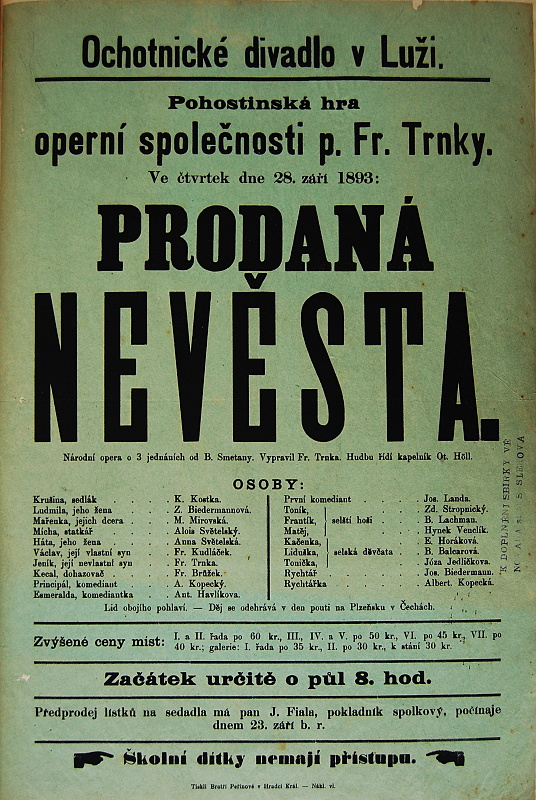 Ochotnické divadlo v Luži.
Pohostinská hra
operní společnosti p. Fr. Trnky.
Ve čtvrtek dne 28. září 1893:
PRODANÁ
NEVĚSTA.
Národní opera o 3 jednáních od B. Smetany. Vypravil Fr. Trnka. Hudbu řídí kapelník Ot. Höll.
OSOBY:
Krušina, sedlák . . . . K. Kostka.
Ludmila, jeho žena . . . Z. Biedermannová.
Mařenka, jejich dcera . . . M. Mirovská.
Mícha, statkář . . . . Alois Světelský.
Háta, jeho žena . . . . Anna Světelská.
Václav, její vlastní syn . . Fr. Kudláček.
Jeník, její nevlastní syn . . Fr. Trnka.
Kecal, dohazovač . . . . Fr. Brůžek.
Principál, komediant . . . A. Kopecký.
Esmeralda, komediantka . . Ant. Havlíkova.
První komediant . . . . Jos. Landa.
Toník, Zd. Stropnický.
Frantík, selští hoši . . . B. Lachman.
Matěj, Hynek Venclík.
Kačenka, E. Horáková.
Liduška, selská děvčata . . B. Balcarová.
Tonička, Józa Jedličkova.
Rychtář . . . . . . Jos. Biederman.
Rychtářka . . . . . . Albert. Kopecká.
Lid obojího pohlaví. — Děj se odehrává v den pouti na Plzeňsku v Čechách.
Zvýšené ceny míst: I. a II. řada po 60 kr., III., IV. a V. po 50 kr., VI. po 45 kr., VII. po
40 kr.; galerie: I. řada po 35 kr., II. po 30 kr., k stání 30 kr.
Začátek určitě o půl 8. hod.
Předprodej lístků na sedadla má pan J. Fiala, pokladník spolkový, počínaje
dnem 23. září b. r.
Školní dítky nemají přístupu.
Tiskli Bratří Peřinové v Hradci Král. — Nákl. vl.
K DOPLNĚNÍ SBÍRKY VĚ